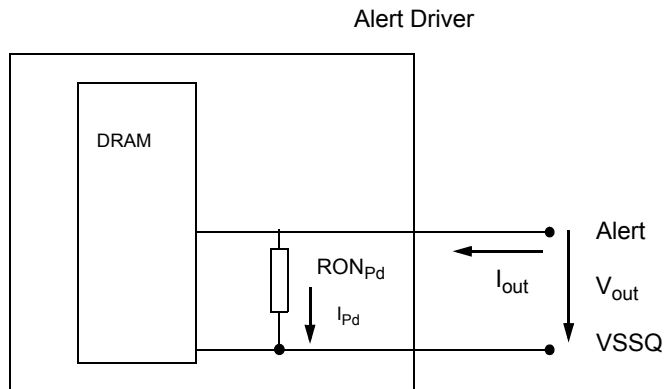 Alert Driver
DRAM
Alert
RON_Pd
I_out
V_out
I_Pd
VSSQ